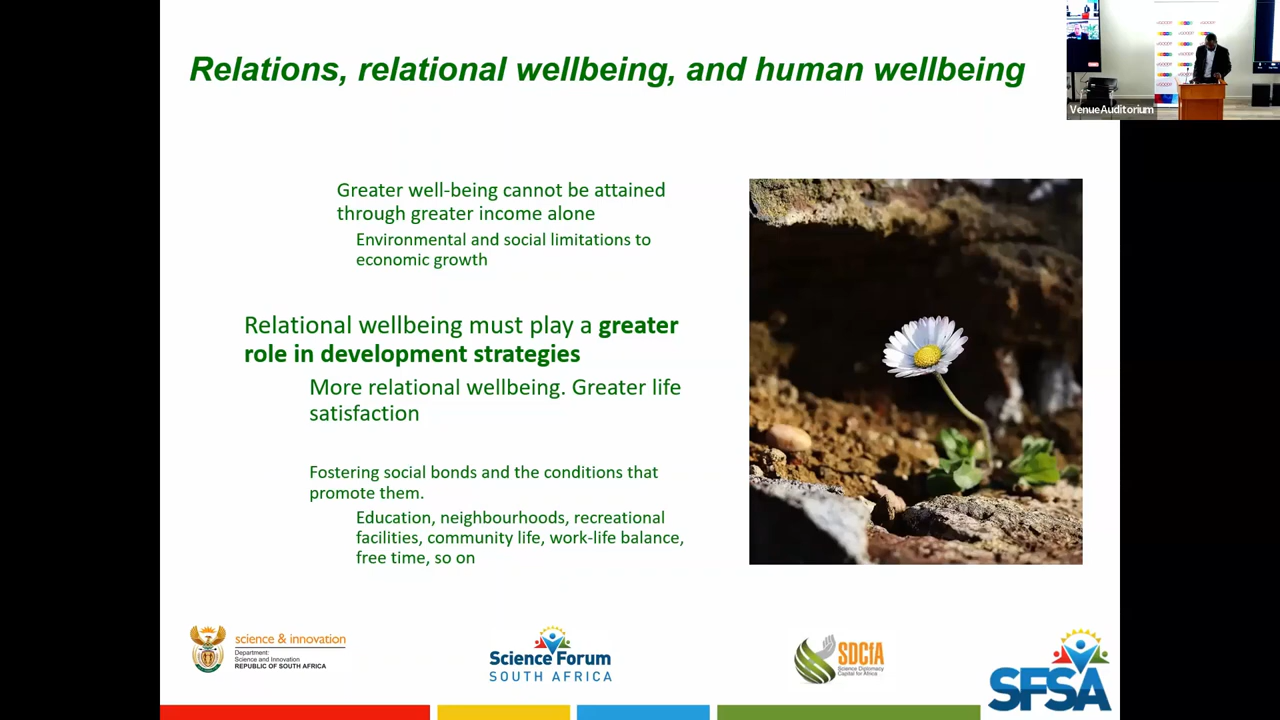 Relations, relational wellbeing, and human wellbeing
VenueAuditorium
Greater well-being cannot be attained
through greater income alone
Environmental and social limitations to
economic growth
Relational wellbeing must play a greater
role in development strategies
More relational wellbeing. Greater life
satisfaction
Fostering social bonds and the conditions that
promote them.
Education, neighbourhoods, recreational
facilities, community life, work-life balance,
free time, so on
science & innovation
Department:
Science and Innovation
REPUBLIC OF SOUTH AFRICA
Science Forum
SOUTH AFRICA
SDCfA
Science Diplomacy
Capital for Africa
SFSA